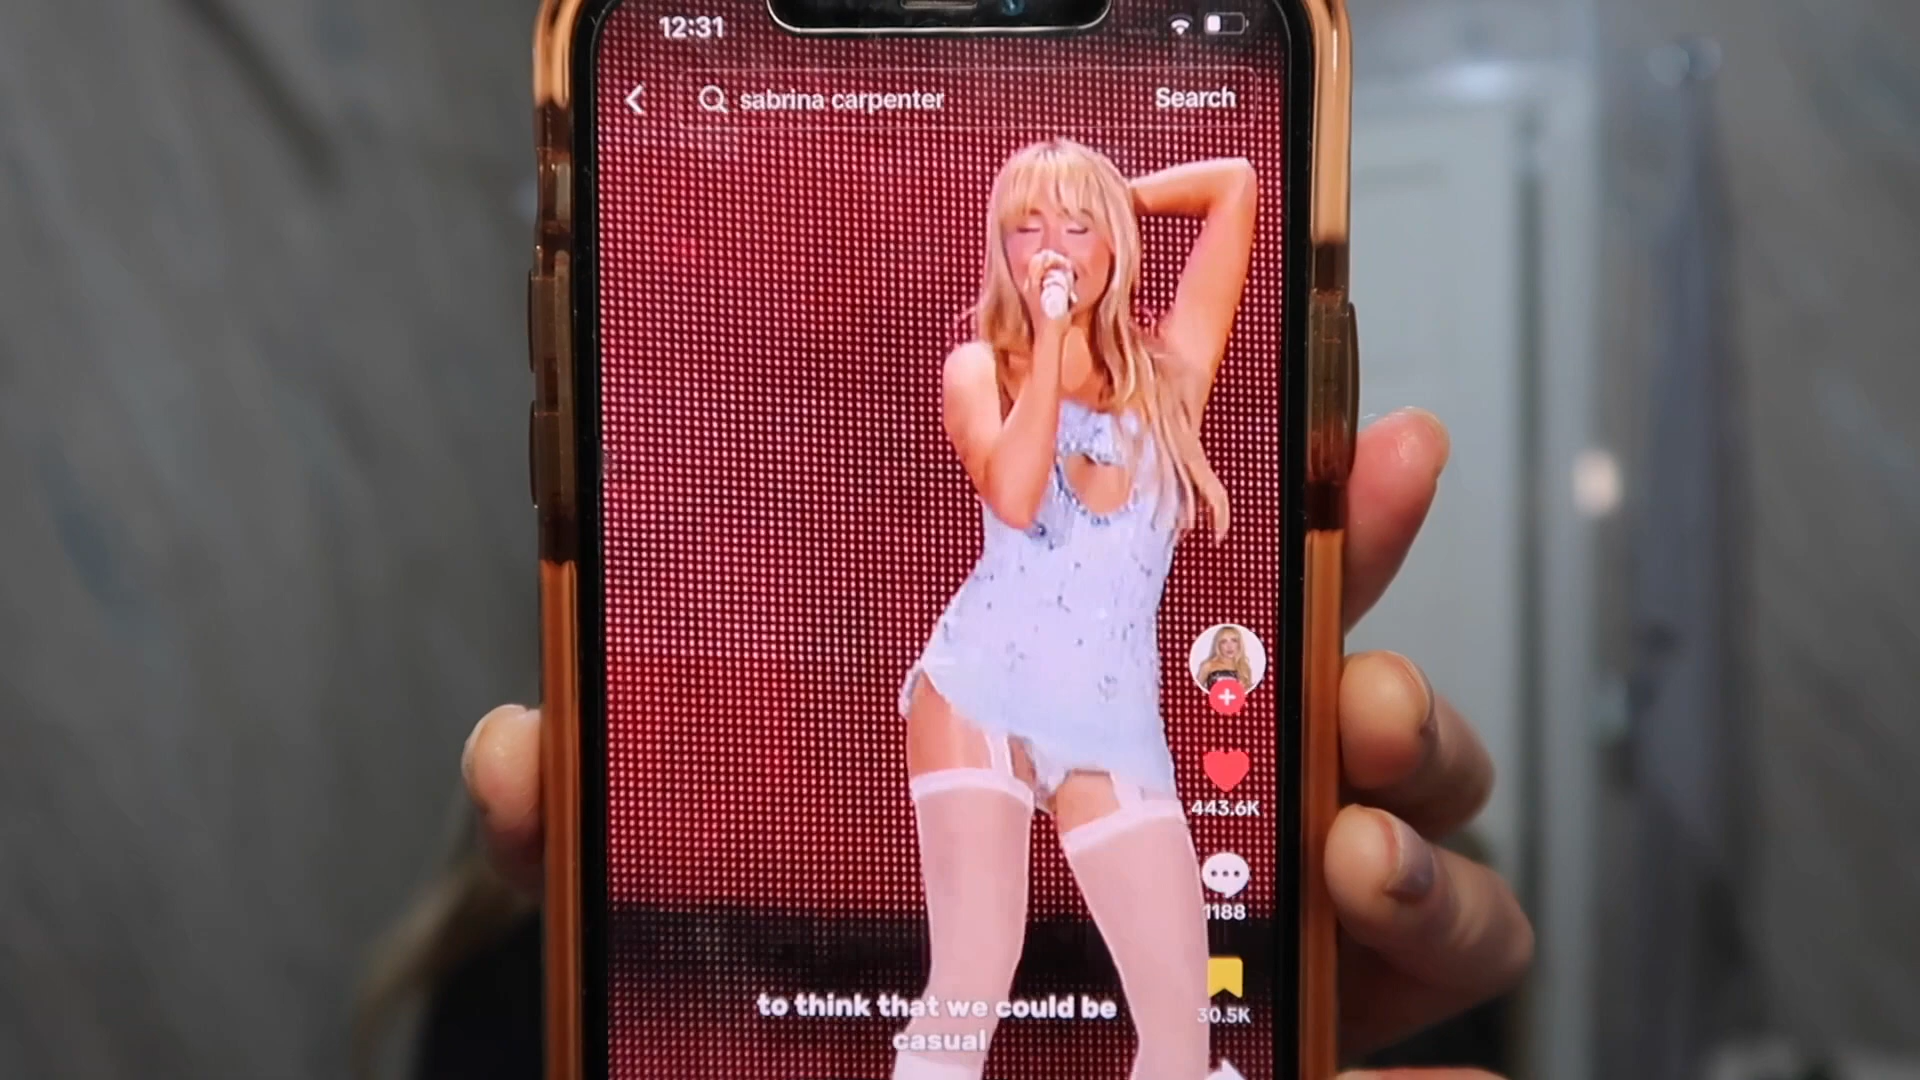 12:31
sabrina carpenter
Search
443.6K
1188
30.5K
to think that we could be
casual